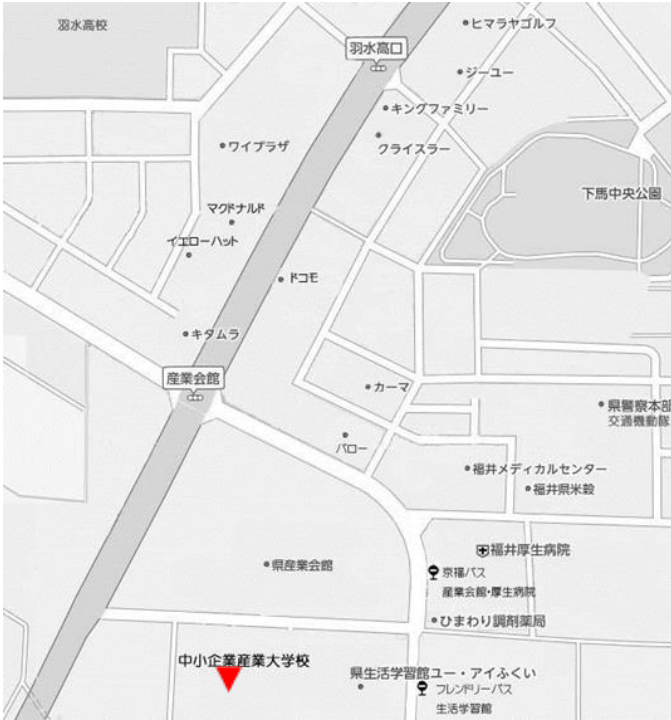 羽水高校
ヒマラヤゴルフ
羽水高口
ジーユー
キングファミリー
クライスラー
ワイプラザ
下馬中央公園
マクドナルド
イエローハット
ドコモ
キタムラ
産業会館
カーマ
県警察本部
交通機動隊
バロー
福井メディカルセンター
福井県米穀
福井厚生病院
県産業会館
京福バス
産業会館・厚生病院
ひまわり調剤薬局
中小企業産業大学校
県生活学習館ユー・アイふくい
フレンドリーバス
生活学習館